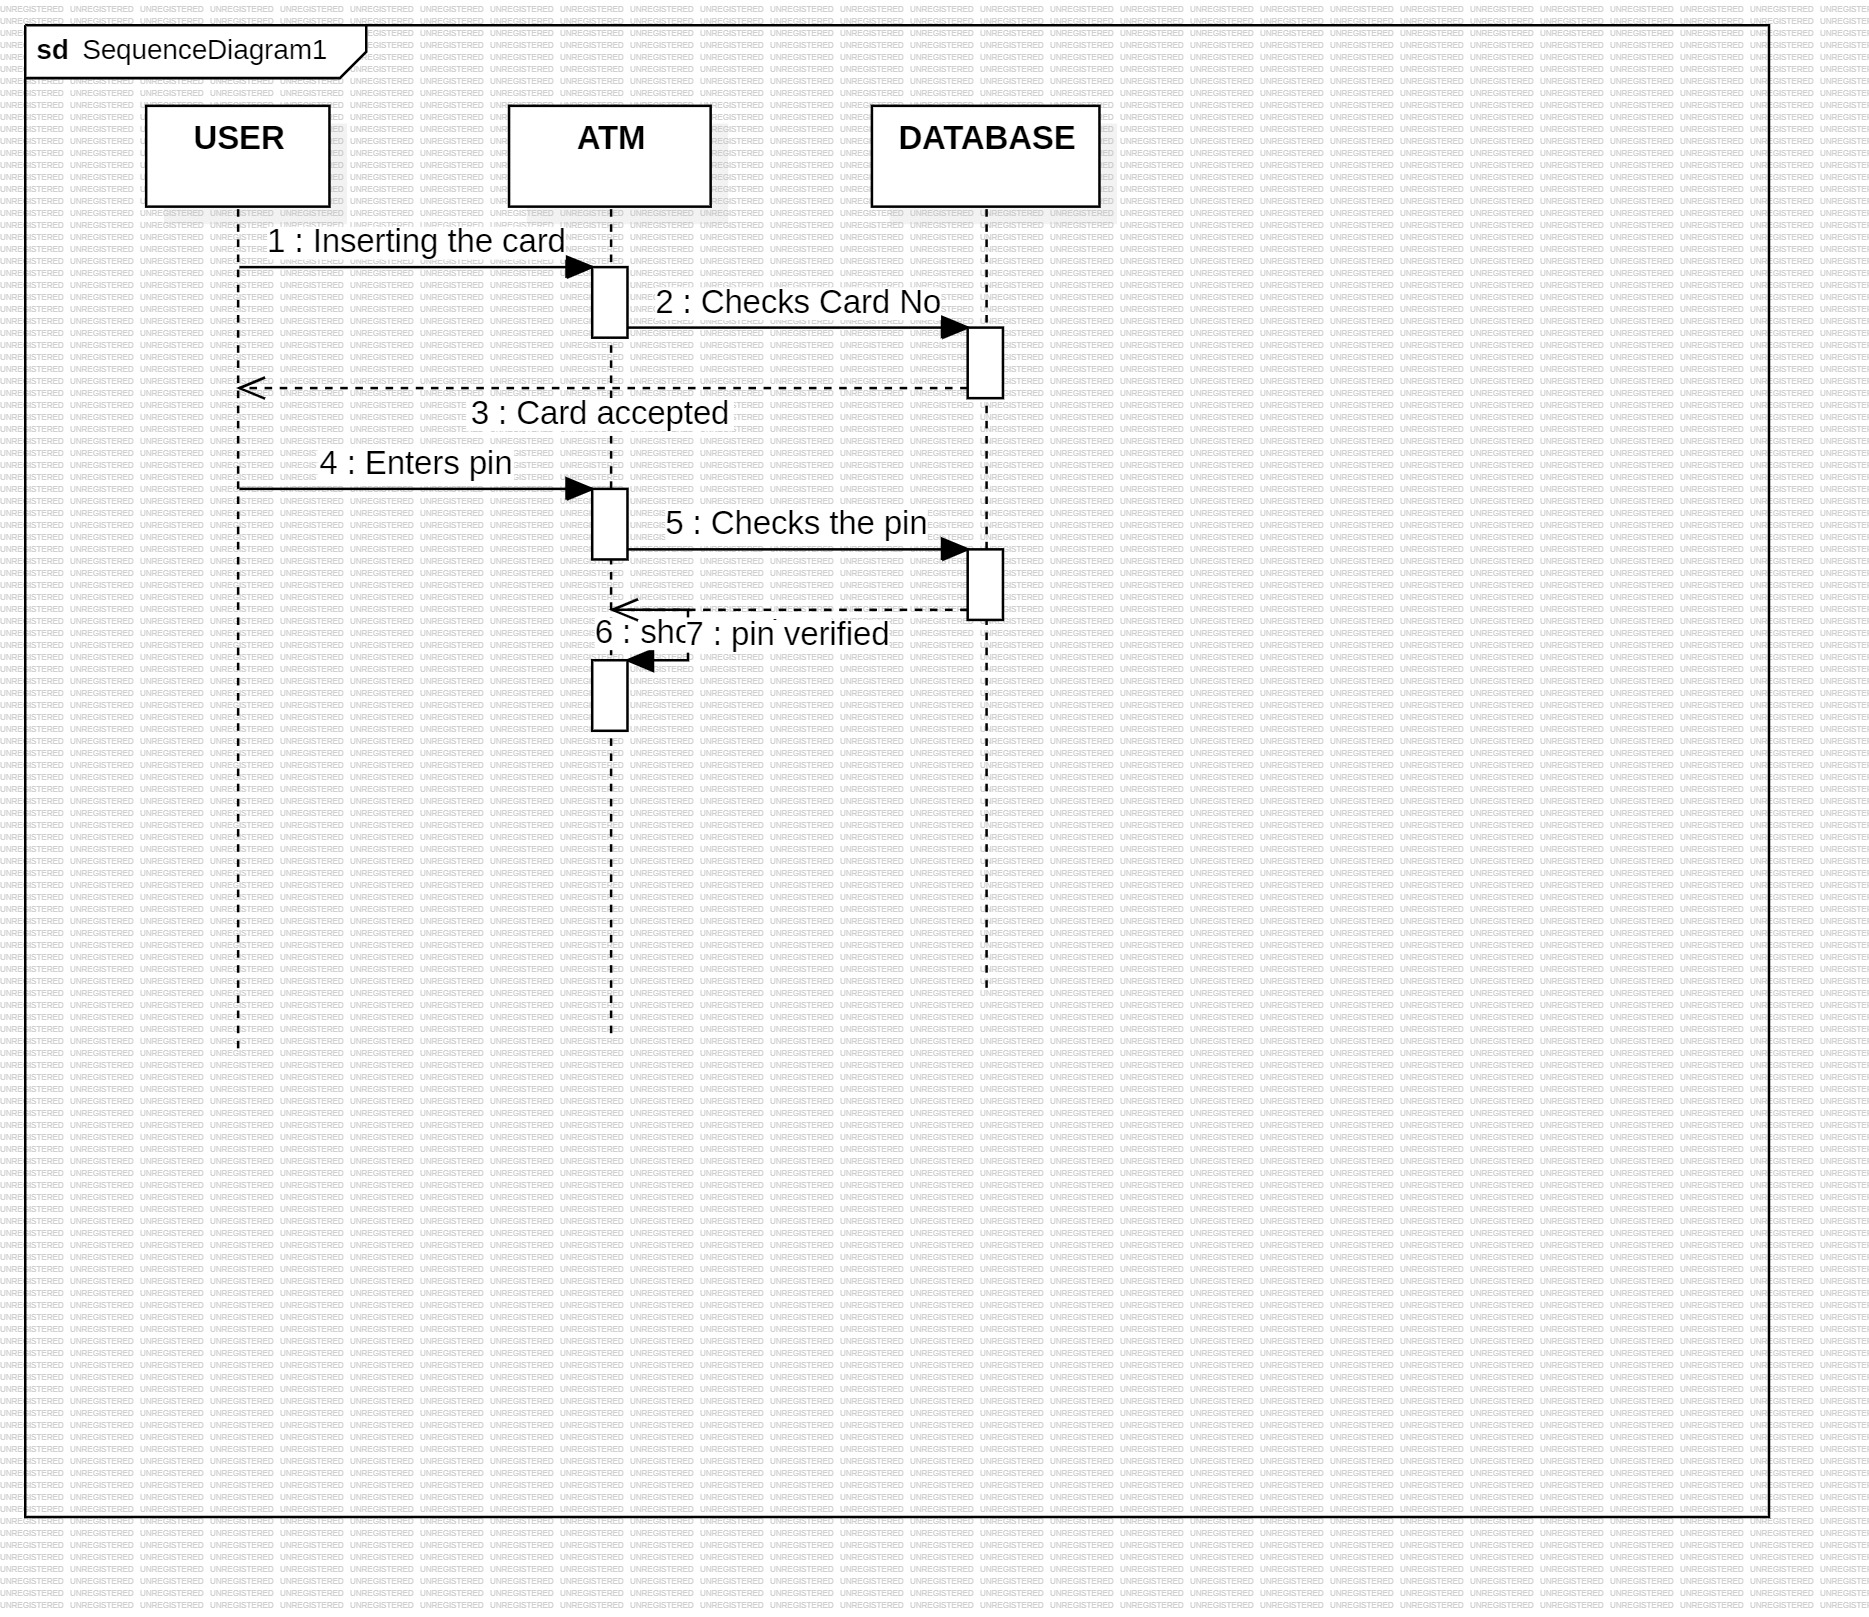 sd SequenceDiagram1
USER
ATM
DATABASE
1 : Inserting the card
2 : Checks Card No
3 : Card accepted
4 : Enters pin
5 : Checks the pin
6 :
7 : pin verified
UNREGISTERED